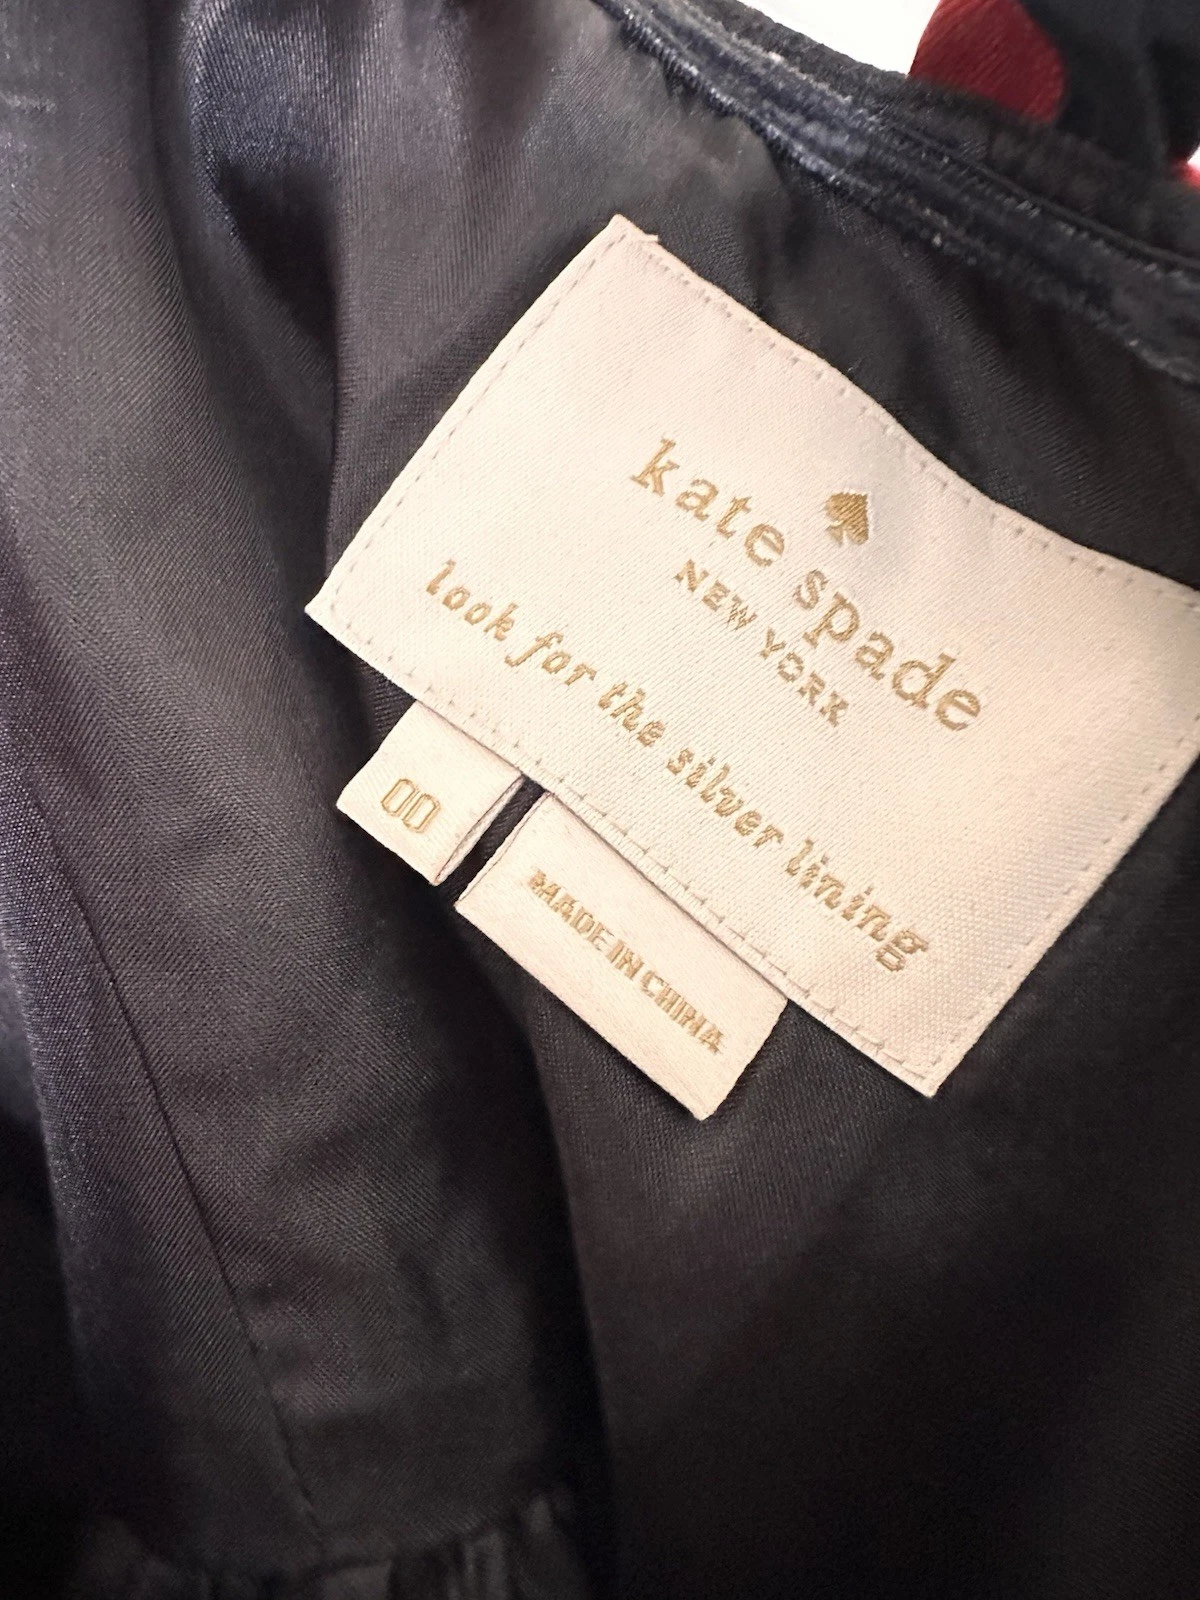 kate spade
NEW YORK
look for the silver lining
00
MADE IN CHINA